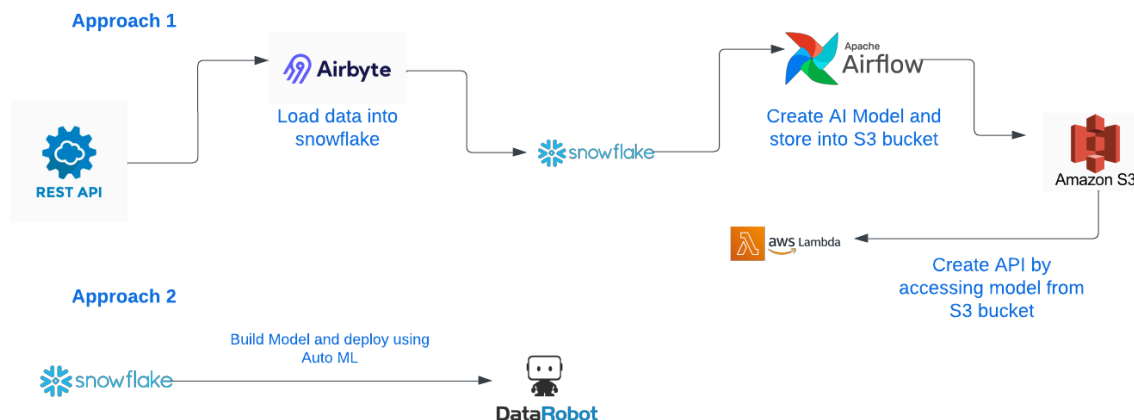 Approach 1
REST API
Airbyte
Load data into
snowflake
snowflake
Apache
Airflow
Create AI Model and
store into S3 bucket
Amazon S3
aws Lambda
Create API by
accessing model from
S3 bucket
Approach 2
snowflake
Build Model and deploy using
Auto ML
DataRobot